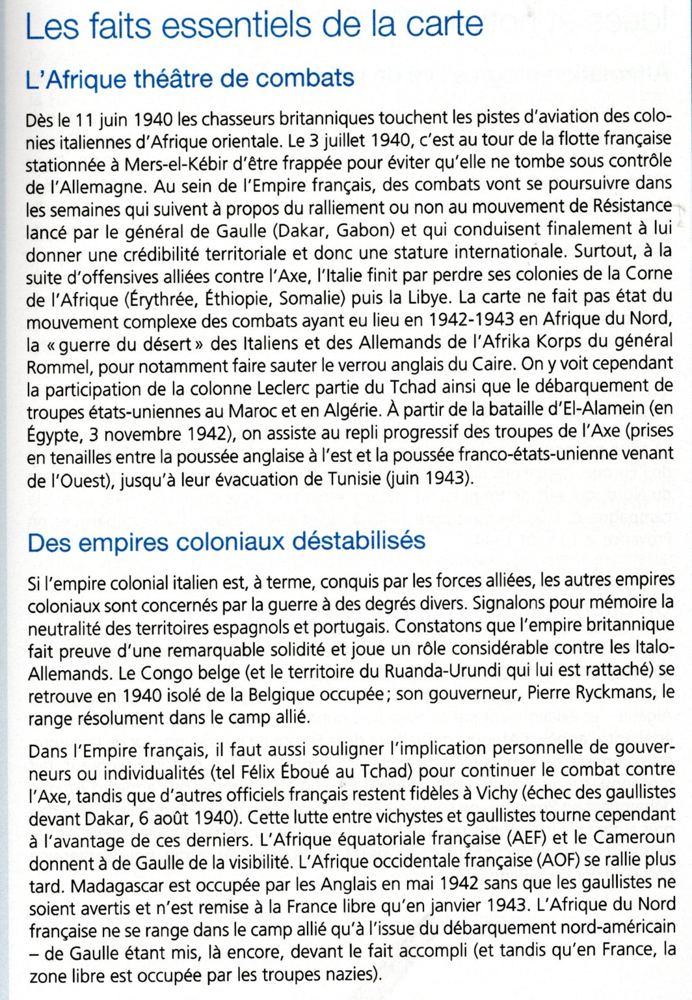 Les faits essentiels de la carte
L'Afrique théâtre de combats
Dès le 11 juin 1940 les chasseurs britanniques touchent les pistes d'aviation des colo-
nies italiennes d'Afrique orientale. Le 3 juillet 1940, c'est au tour de la flotte française
stationnée à Mers-el-Kébir d'être frappée pour éviter qu'elle ne tombe sous contrôle
de l'Allemagne. Au sein de l'Empire français, des combats vont se poursuivre dans
les semaines qui suivent à propos du ralliement ou non au mouvement de Résistance
lancé par le général de Gaulle (Dakar, Gabon) et qui conduisent finalement à lui
donner une crédibilité territoriale et donc une stature internationale. Surtout, à la
suite d'offensives alliées contre l'Axe, l'Italie finit par perdre ses colonies de la Corne
de l'Afrique (Érythrée, Éthiopie, Somalie) puis la Libye. La carte ne fait pas état du
mouvement complexe des combats ayant eu lieu en 1942-1943 en Afrique du Nord,
la « guerre du désert » des Italiens et des Allemands de l'Afrika Korps du général
Rommel, pour notamment faire sauter le verrou anglais du Caire. On y voit cependant
la participation de la colonne Leclerc partie du Tchad ainsi que le débarquement de
troupes états-uniennes au Maroc et en Algérie. À partir de la bataille d'El-Alamein (en
Égypte, 3 novembre 1942), on assiste au repli progressif des troupes de l'Axe (prises
en tenailles entre la poussée anglaise à l'est et la poussée franco-états-unienne venant
de l'Ouest), jusqu'à leur évacuation de Tunisie (juin 1943).
Des empires coloniaux déstabilisés
Si l'empire colonial italien est, à terme, conquis par les forces alliées, les autres empires
coloniaux sont concernés par la guerre à des degrés divers. Signalons pour mémoire la
neutralité des territoires espagnols et portugais. Constatons que l'empire britannique
fait preuve d'une remarquable solidité et joue un rôle considérable contre les Italo-
Allemands. Le Congo belge (et le territoire du Ruanda-Urundi qui lui est rattaché) se
retrouve en 1940 isolé de la Belgique occupée ; son gouverneur, Pierre Ryckmans, le
range résolument dans le camp allié.
Dans l'Empire français, il faut aussi souligner l'implication personnelle de gouver-
neurs ou individualités (tel Félix Éboué au Tchad) pour continuer le combat contre
l'Axe, tandis que d'autres officiels français restent fidèles à Vichy (échec des gaullistes
devant Dakar, 6 août 1940). Cette lutte entre vichystes et gaullistes tourne cependant
à l'avantage de ces derniers. L'Afrique équatoriale française (AEF) et le Cameroun
donnent à de Gaulle de la visibilité. L'Afrique occidentale française (AOF) se rallie plus
tard. Madagascar est occupée par les Anglais en mai 1942 sans que les gaullistes ne
soient avertis et n'est remise à la France libre qu'en janvier 1943. L'Afrique du Nord
française ne se range dans le camp allié qu'à l'issue du débarquement nord-américain
– de Gaulle étant mis, là encore, devant le fait accompli (et tandis qu'en France, la
zone libre est occupée par les troupes nazies).